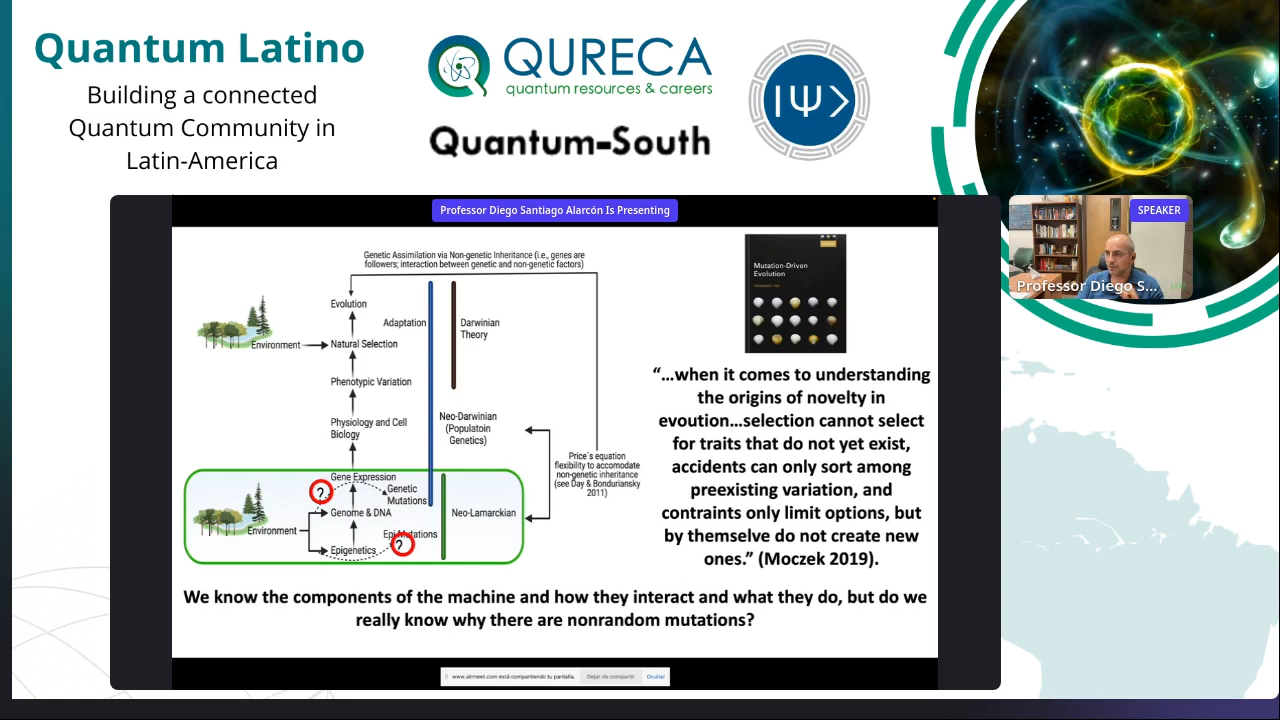 Quantum Latino
Building a connected
Quantum Community in
Latin-America
QURECA
quantum resources & careers
Quantum-South
|Ψ>
Professor Diego Santiago Alarcón Is Presenting
SPEAKER
Professor Diego S...
Genetic Assimilation via Non-genetic Inheritance (i.e., genes are
followers; interaction between genetic and non-genetic factors)
Evolution
Adaptation
Darwinian
Theory
Environment
Natural Selection
Phenotypic Variation
Physiology and Cell
Biology
Neo-Darwinian
(Populatoin
Genetics)
Price´s equation
flexibility to accomodate
non-genetic inheritance
(see Day & Bonduriansky
2011)
Gene Expression
?
Genetic
Mutations
Genome & DNA
Neo-Lamarckian
Environment
Epi Mutations
?
Epigenetics
Mutation-Driven
Evolution
“...when it comes to understanding
the origins of novelty in
evoution...selection cannot select
for traits that do not yet exist,
accidents can only sort among
preexisting variation, and
contraints only limit options, but
by themselve do not create new
ones.” (Moczek 2019).
We know the components of the machine and how they interact and what they do, but do we
really know why there are nonrandom mutations?
www.airmeet.com está compartiendo tu pantalla.
Dejar de compartir
Ocultar